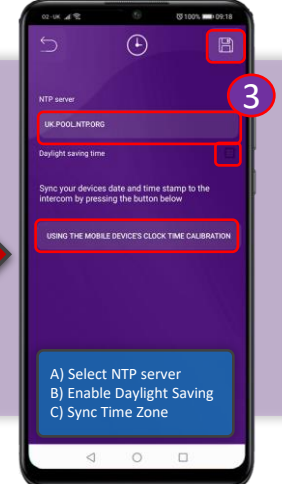 02-UK 100% 09:18
3
NTP server
UK.POOL.NTP.ORG
Daylight saving time
Sync your devices date and time stamp to the
intercom by pressing the button below
USING THE MOBILE DEVICE'S CLOCK TIME CALIBRATION
A) Select NTP server
B) Enable Daylight Saving
C) Sync Time Zone